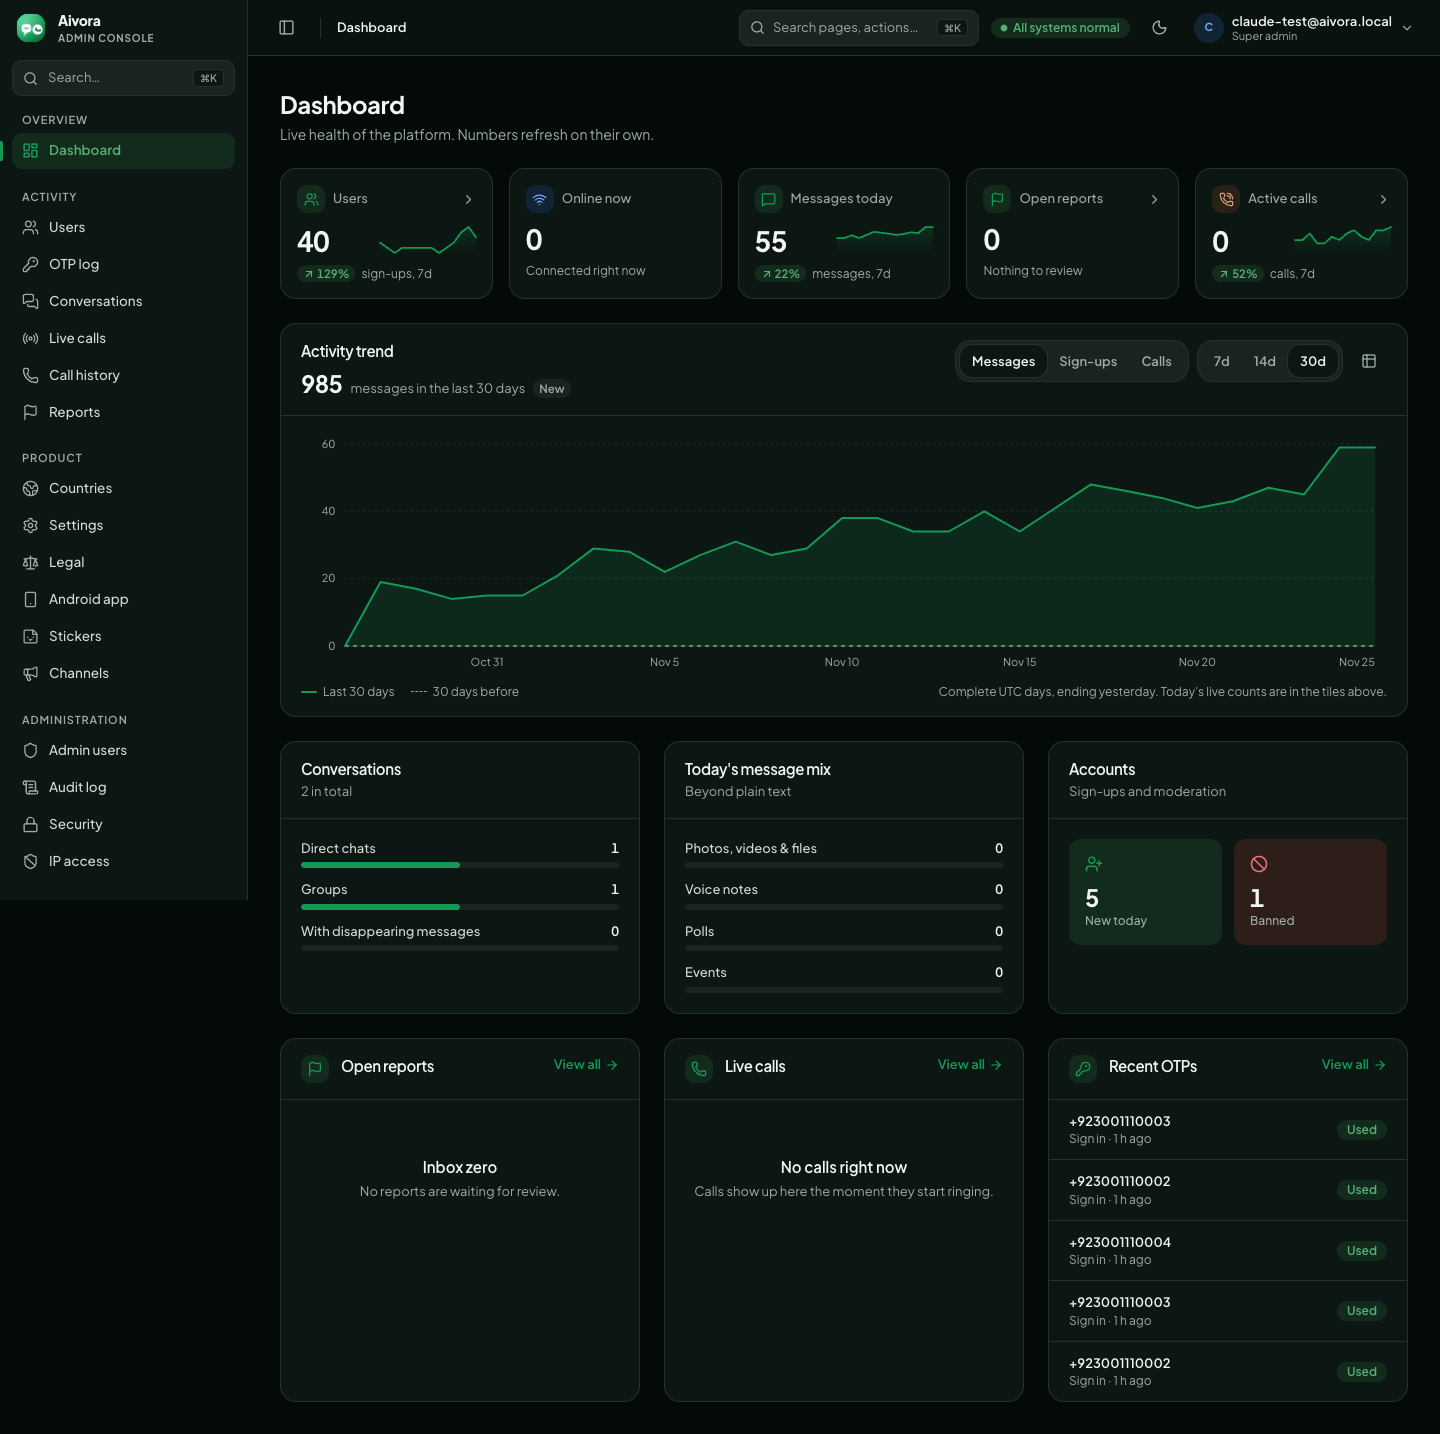 Aivora
ADMIN CONSOLE
Search...
⌘K
OVERVIEW
Dashboard
ACTIVITY
Users
OTP log
Conversations
Live calls
Call history
Reports
PRODUCT
Countries
Settings
Legal
Android app
Stickers
Channels
ADMINISTRATION
Admin users
Audit log
Security
IP access
Dashboard
Search pages, actions...
⌘K
All systems normal
C
claude-test@aivora.local
Super admin
Dashboard
Live health of the platform. Numbers refresh on their own.
Users
40
129% sign-ups, 7d
Online now
0
Connected right now
Messages today
55
22% messages, 7d
Open reports
0
Nothing to review
Active calls
0
52% calls, 7d
Activity trend
985 messages in the last 30 days New
Messages Sign-ups Calls
7d 14d 30d
60
40
20
0
Oct 31 Nov 5 Nov 10 Nov 15 Nov 20 Nov 25
Last 30 days 30 days before
Complete UTC days, ending yesterday. Today's live counts are in the tiles above.
Conversations
2 in total
Direct chats 1
Groups 1
With disappearing messages 0
Today's message mix
Beyond plain text
Photos, videos & files 0
Voice notes 0
Polls 0
Events 0
Accounts
Sign-ups and moderation
5
New today
1
Banned
Open reports View all
Inbox zero
No reports are waiting for review.
Live calls View all
No calls right now
Calls show up here the moment they start ringing.
Recent OTPs View all
+923001110003
Sign in · 1 h ago
Used
+923001110002
Sign in · 1 h ago
Used
+923001110004
Sign in · 1 h ago
Used
+923001110003
Sign in · 1 h ago
Used
+923001110002
Sign in · 1 h ago
Used